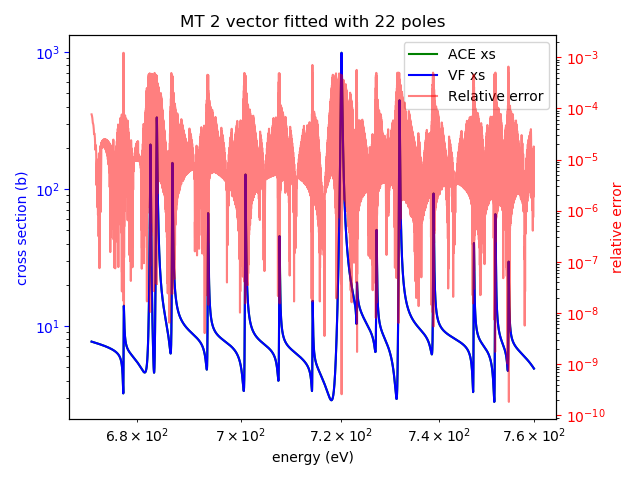 MT 2 vector fitted with 22 poles
ACE xs
VF xs
Relative error
cross section (b)
10³
10²
10¹
relative error
10⁻³
10⁻⁴
10⁻⁵
10⁻⁶
10⁻⁷
10⁻⁸
10⁻⁹
10⁻¹⁰
6.8 × 10² 7 × 10² 7.2 × 10² 7.4 × 10² 7.6 × 10²
energy (eV)